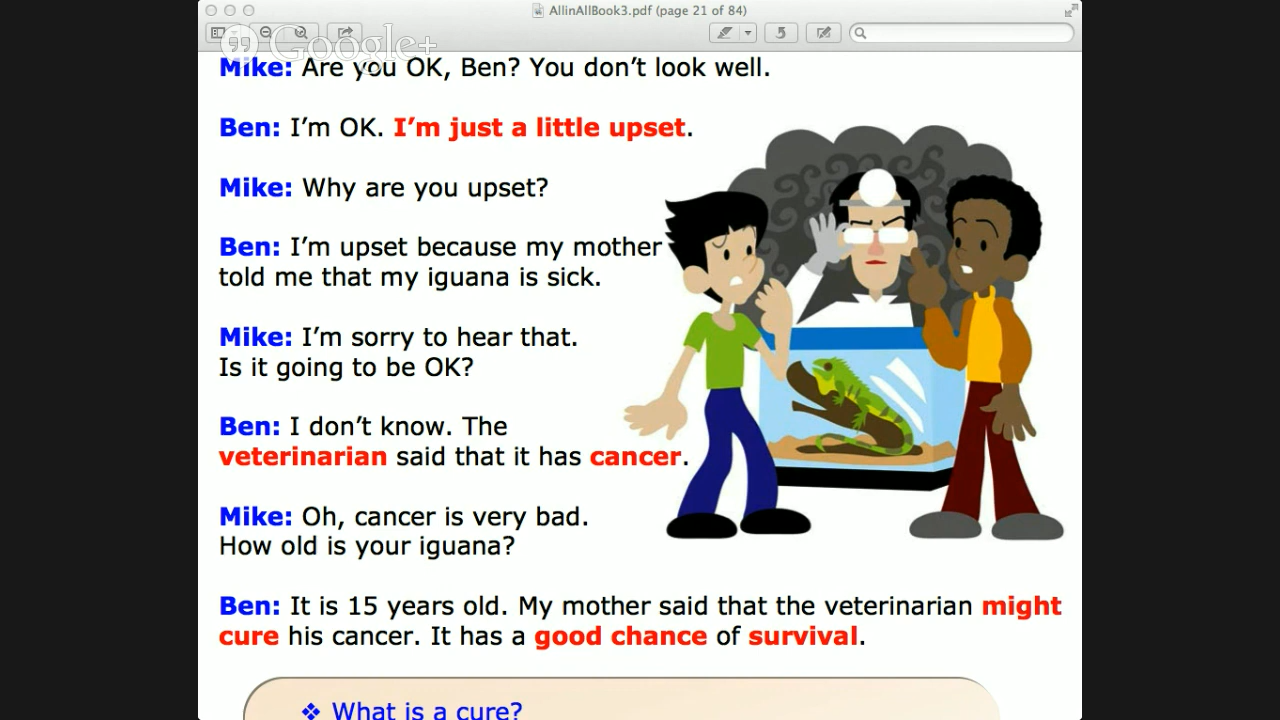 AllinAllBook3.pdf (page 21 of 84)
Google+
Mike: Are you OK, Ben? You don’t look well.
Ben: I’m OK. I’m just a little upset.
Mike: Why are you upset?
Ben: I’m upset because my mother
told me that my iguana is sick.
Mike: I’m sorry to hear that.
Is it going to be OK?
Ben: I don’t know. The
veterinarian said that it has cancer.
Mike: Oh, cancer is very bad.
How old is your iguana?
Ben: It is 15 years old. My mother said that the veterinarian might
cure his cancer. It has a good chance of survival.
❖ What is a cure?